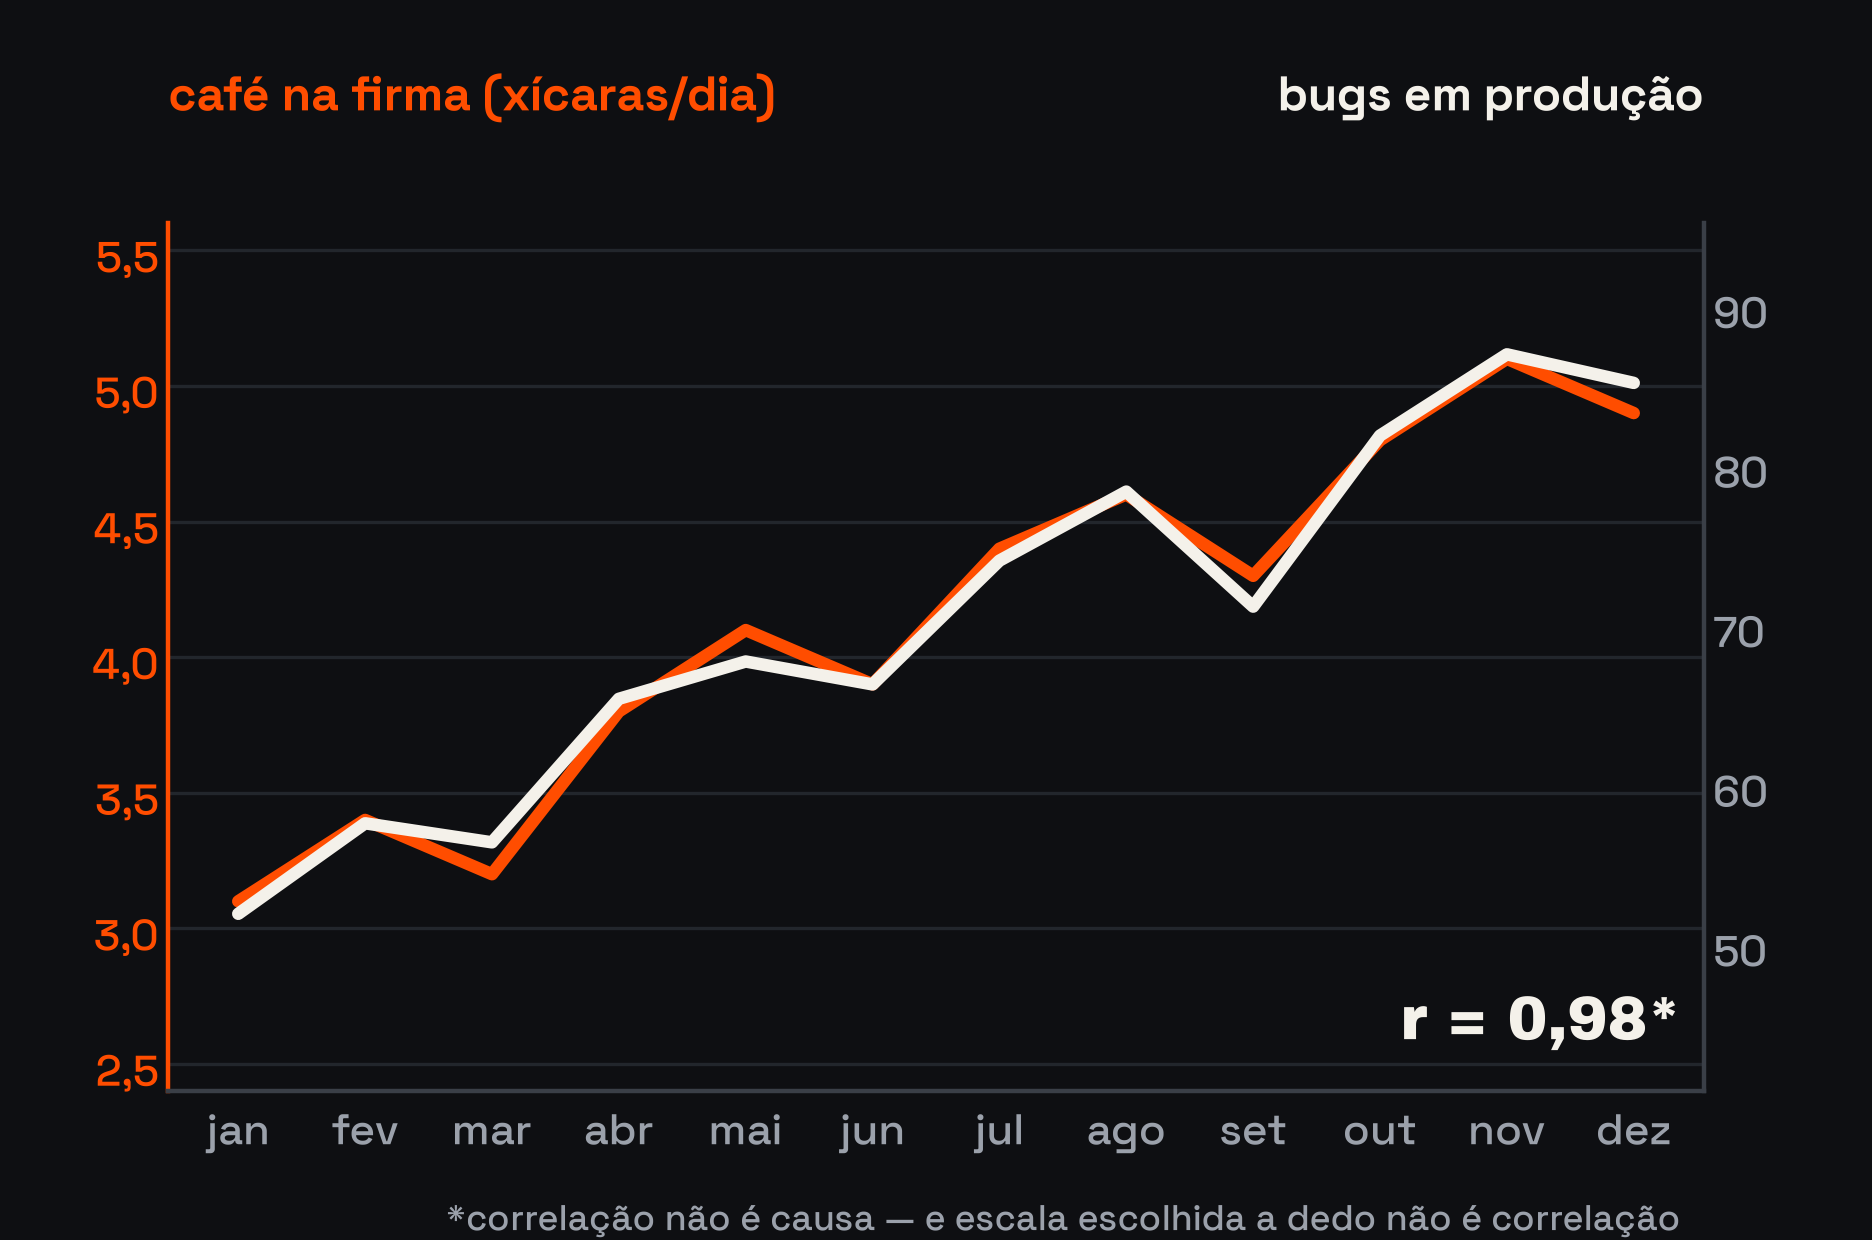 café na firma (xícaras/dia)
bugs em produção
5,5
5,0
4,5
4,0
3,5
3,0
2,5
90
80
70
60
50
r = 0,98*
jan fev mar abr mai jun jul ago set out nov dez
*correlação não é causa — e escala escolhida a dedo não é correlação